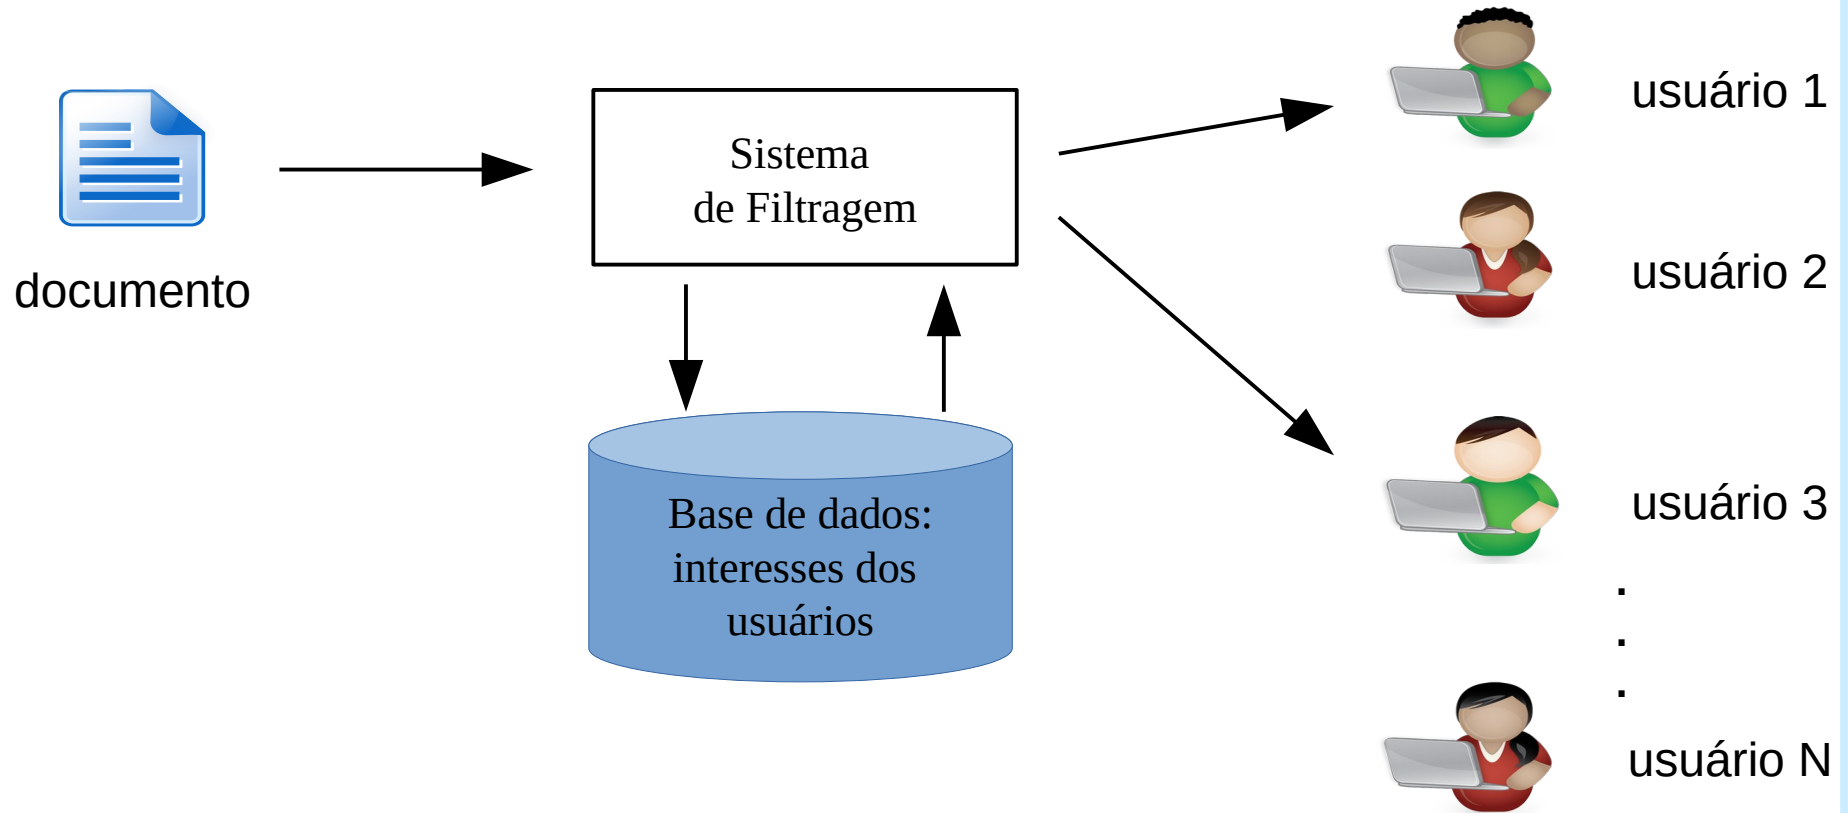 documento
Sistema
de Filtragem
Base de dados:
interesses dos
usuários
usuário 1
usuário 2
usuário 3
.
.
.
usuário N